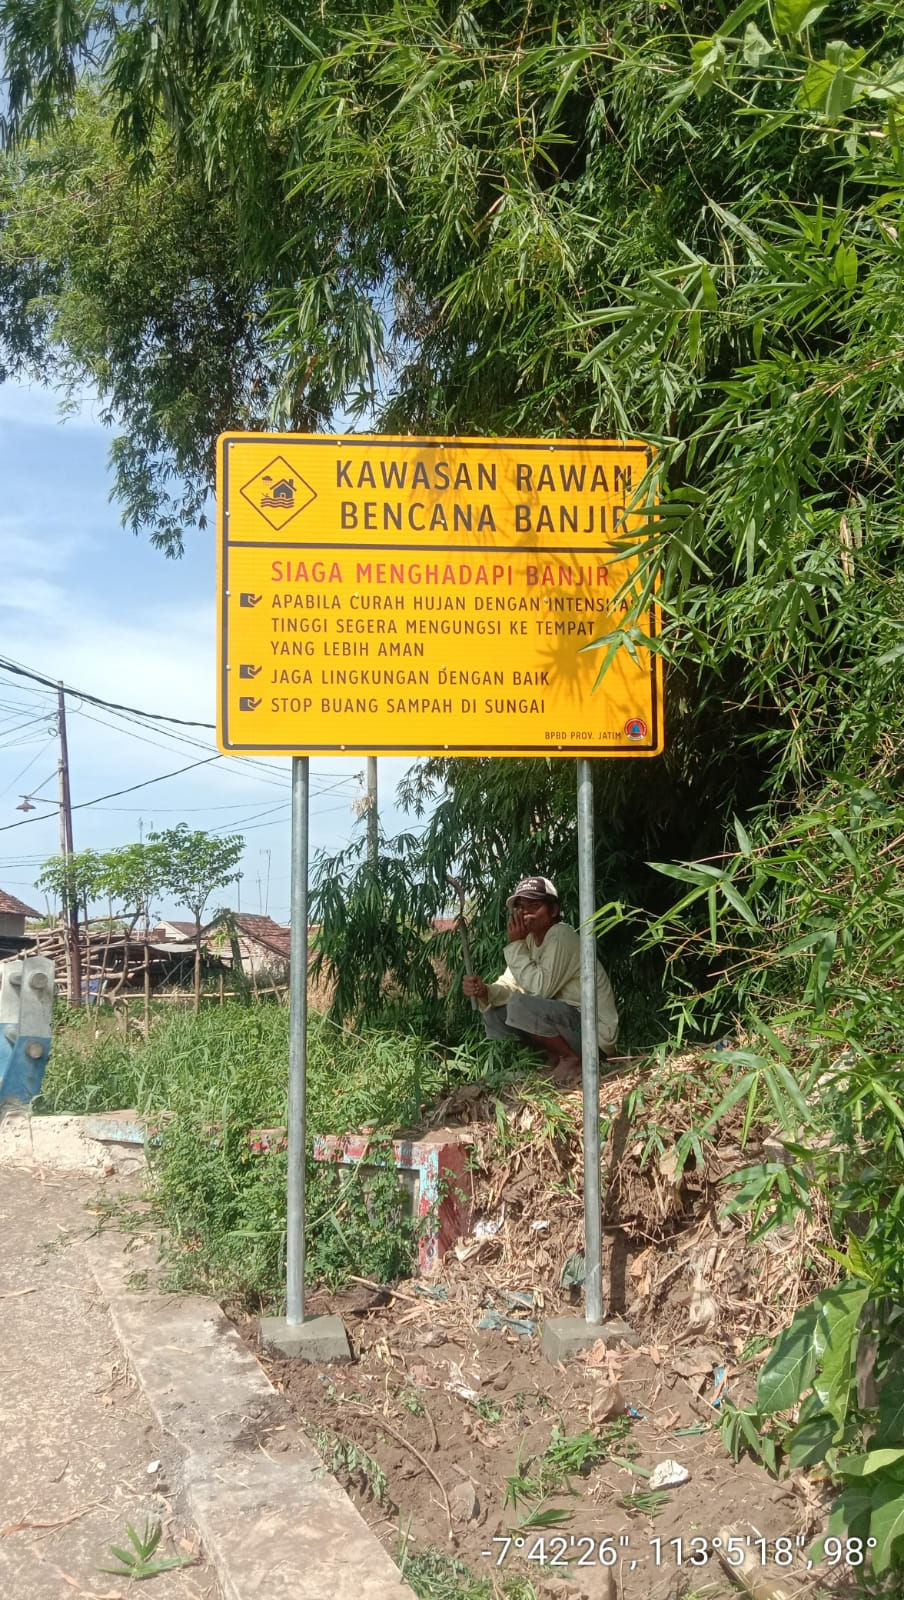 KAWASAN RAWAN
BENCANA BANJIR
SIAGA MENGHADAPI BANJIR
APABILA CURAH HUJAN DENGAN INTENSITAS
TINGGI SEGERA MENGUNGSI KE TEMPAT
YANG LEBIH AMAN
JAGA LINGKUNGAN DENGAN BAIK
STOP BUANG SAMPAH DI SUNGAI
BPBD PROV. JATIM
-7°42'26", 113°5'18", 98°